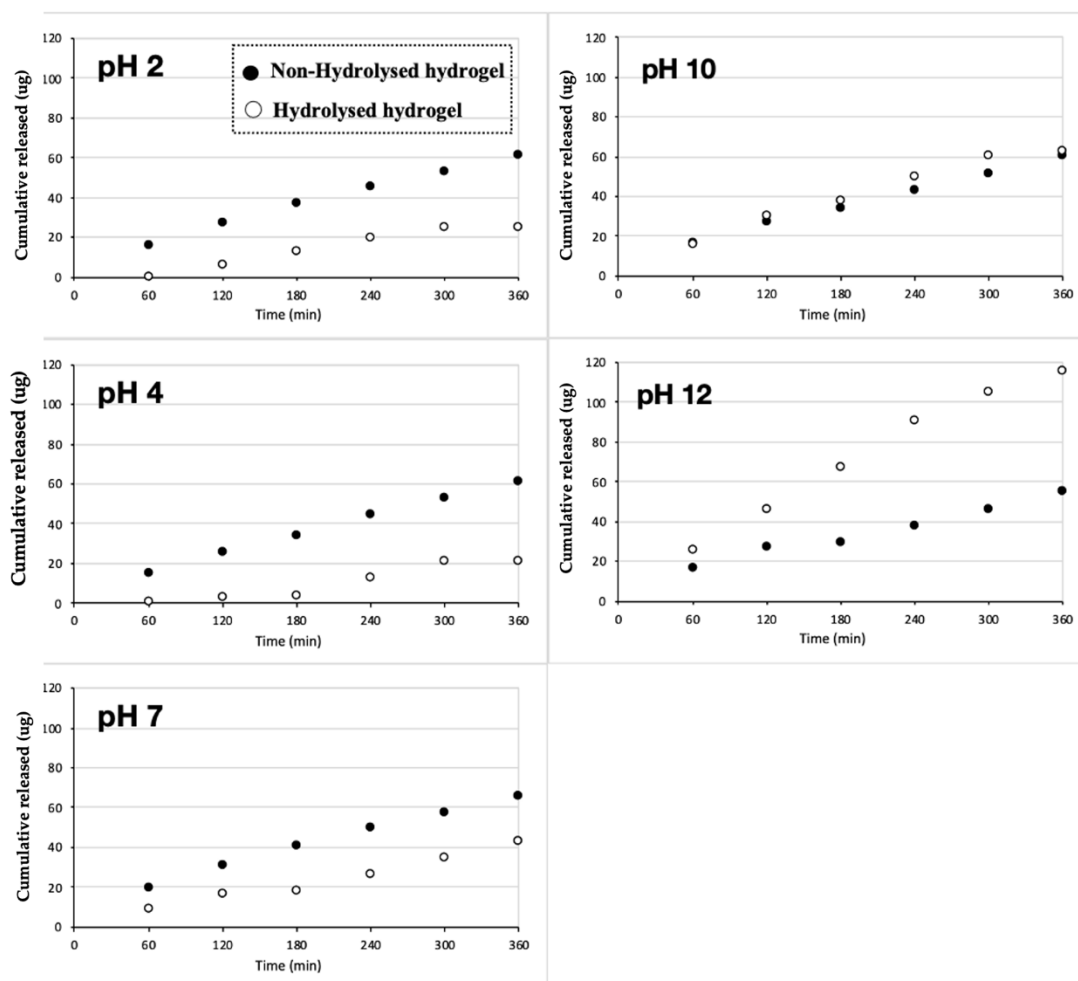 pH 2
Non-Hydrolysed hydrogel
Hydrolysed hydrogel
Cumulative released (ug)
120
100
80
60
40
20
0
0 60 120 180 240 300 360
Time (min)
pH 10
Cumulative released (ug)
120
100
80
60
40
20
0
0 60 120 180 240 300 360
Time (min)
pH 4
Cumulative released (ug)
120
100
80
60
40
20
0
0 60 120 180 240 300 360
Time (min)
pH 12
Cumulative released (ug)
120
100
80
60
40
20
0
0 60 120 180 240 300 360
Time (min)
pH 7
Cumulative released (ug)
120
100
80
60
40
20
0
0 60 120 180 240 300 360
Time (min)